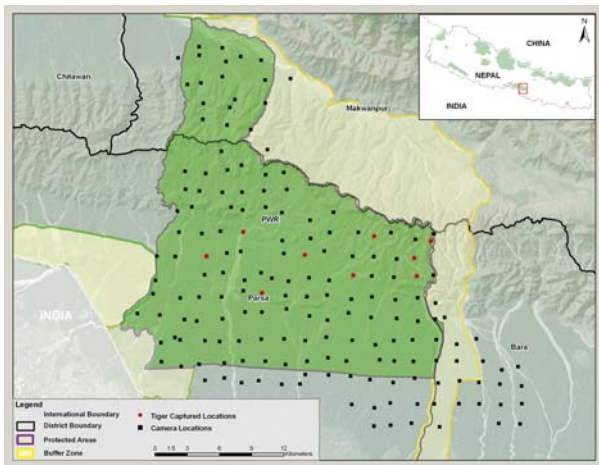 CHINA
N
NEPAL
INDIA
Chitawan
Makwanpur
PWR
Parsa
INDIA
Bara
Legend
International Boundary
District Boundary
Protected Areas
Buffer Zone
Tiger Captured Locations
Camera Locations
0 1.5 3 6 9 12
Kilometers